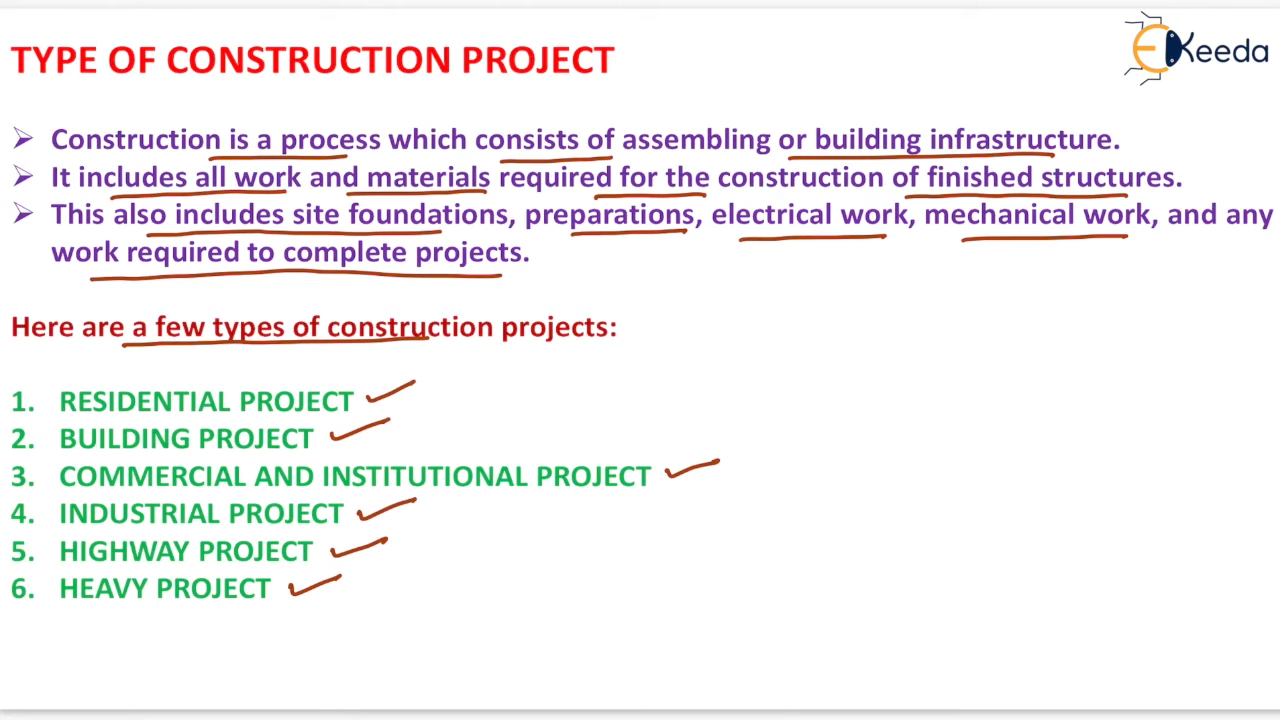 TYPE OF CONSTRUCTION PROJECT
EKeeda
➢ Construction is a process which consists of assembling or building infrastructure.
➢ It includes all work and materials required for the construction of finished structures.
➢ This also includes site foundations, preparations, electrical work, mechanical work, and any
work required to complete projects.
Here are a few types of construction projects:
1. RESIDENTIAL PROJECT
2. BUILDING PROJECT
3. COMMERCIAL AND INSTITUTIONAL PROJECT
4. INDUSTRIAL PROJECT
5. HIGHWAY PROJECT
6. HEAVY PROJECT